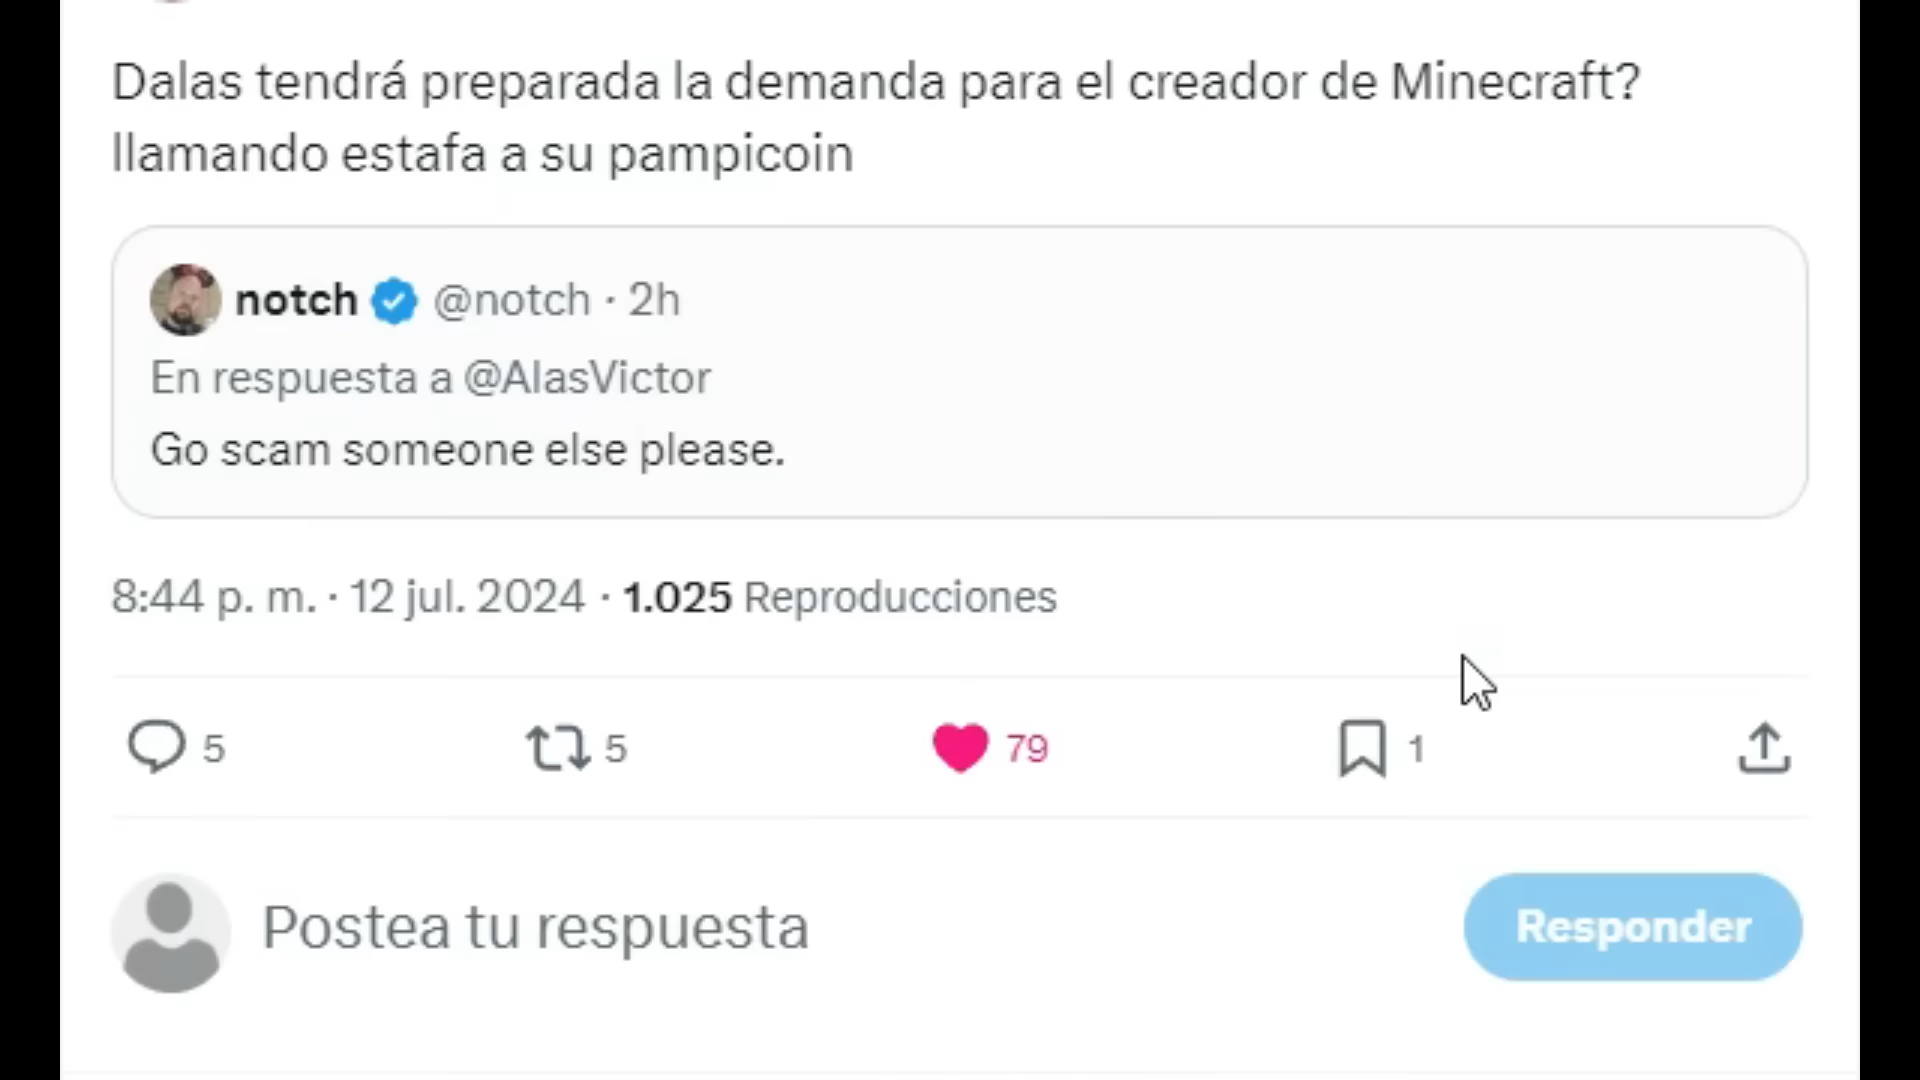 Dalas tendrá preparada la demanda para el creador de Minecraft?
llamando estafa a su pampicoin
notch @notch · 2h
En respuesta a @AlasVictor
Go scam someone else please.
8:44 p. m. · 12 jul. 2024 · 1.025 Reproducciones
5 5 79 1
Postea tu respuesta Responder